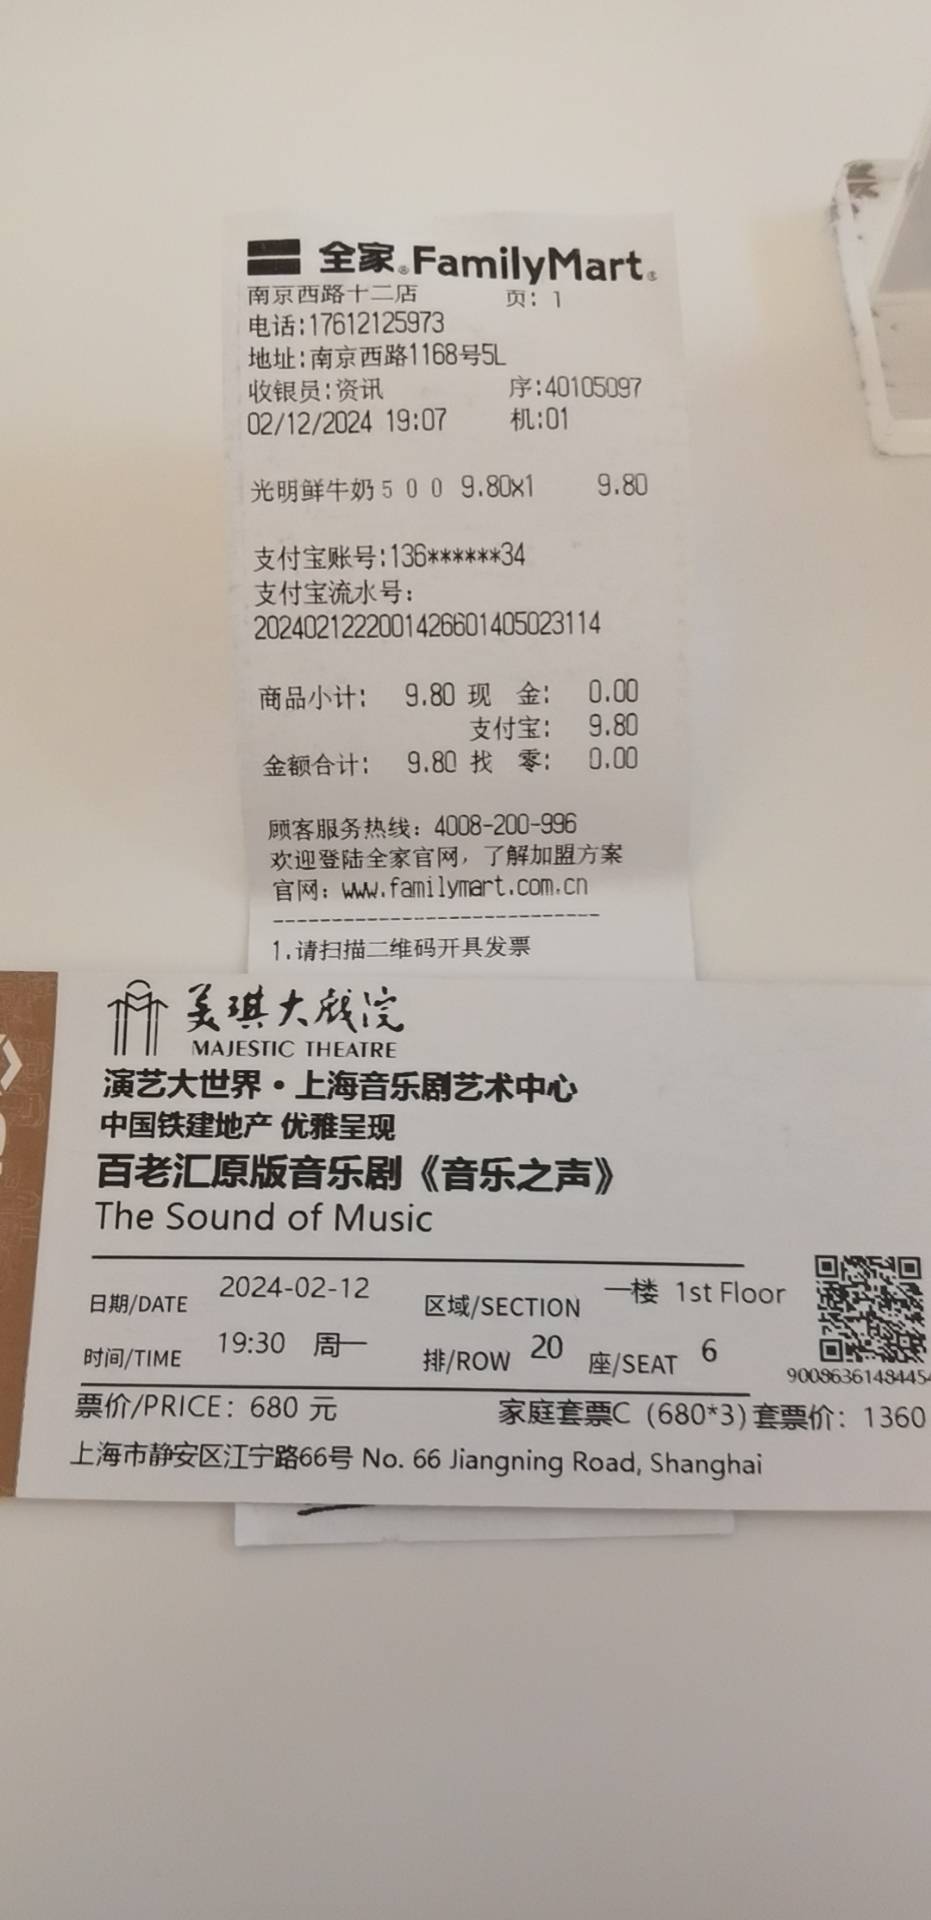 全家®FamilyMart®
南京西路十二店 页: 1
电话:17612125973
地址:南京西路1168号5L
收银员:资讯 序:40105097
02/12/2024 19:07 机:01
光明鲜牛奶５００ 9.80x1 9.80
支付宝账号:136******34
支付宝流水号:
2024021222001426601405023114
商品小计: 9.80 现 金: 0.00
支付宝: 9.80
金额合计: 9.80 找 零: 0.00
顾客服务热线: 4008-200-996
欢迎登陆全家官网, 了解加盟方案
官网: www.familymart.com.cn
----------------------------
1.请扫描二维码开具发票
美琪大戏院
MAJESTIC THEATRE
演艺大世界·上海音乐剧艺术中心
中国铁建地产 优雅呈现
百老汇原版音乐剧《音乐之声》
The Sound of Music
日期/DATE 2024-02-12 区域/SECTION 一楼 1st Floor
时间/TIME 19:30 周一 排/ROW 20 座/SEAT 6
9008636148445
票价/PRICE: 680 元 家庭套票C (680*3) 套票价: 1360
上海市静安区江宁路66号 No. 66 Jiangning Road, Shanghai